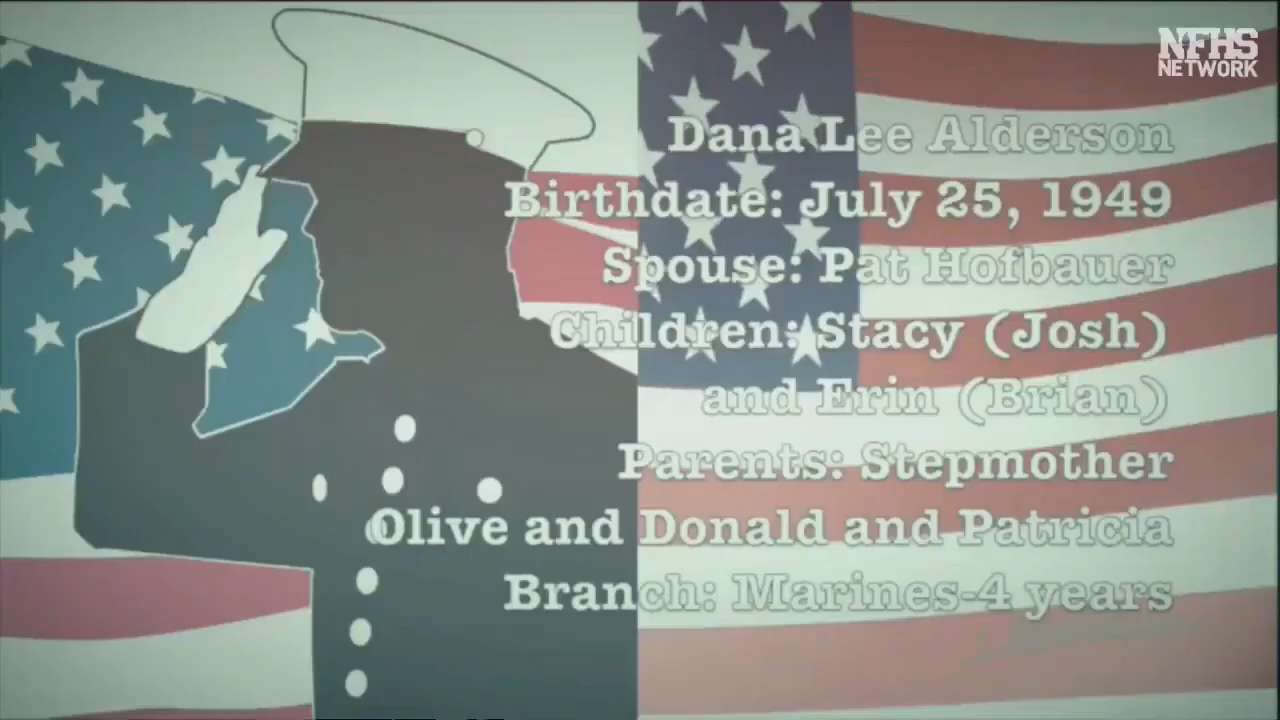 NFHS
NETWORK
Dana Lee Alderson
Birthdate: July 25, 1949
Spouse: Pat Hofbauer
Children: Stacy (Josh)
and Erin (Brian)
Parents: Stepmother
Olive and Donald and Patricia
Branch: Marines-4 years